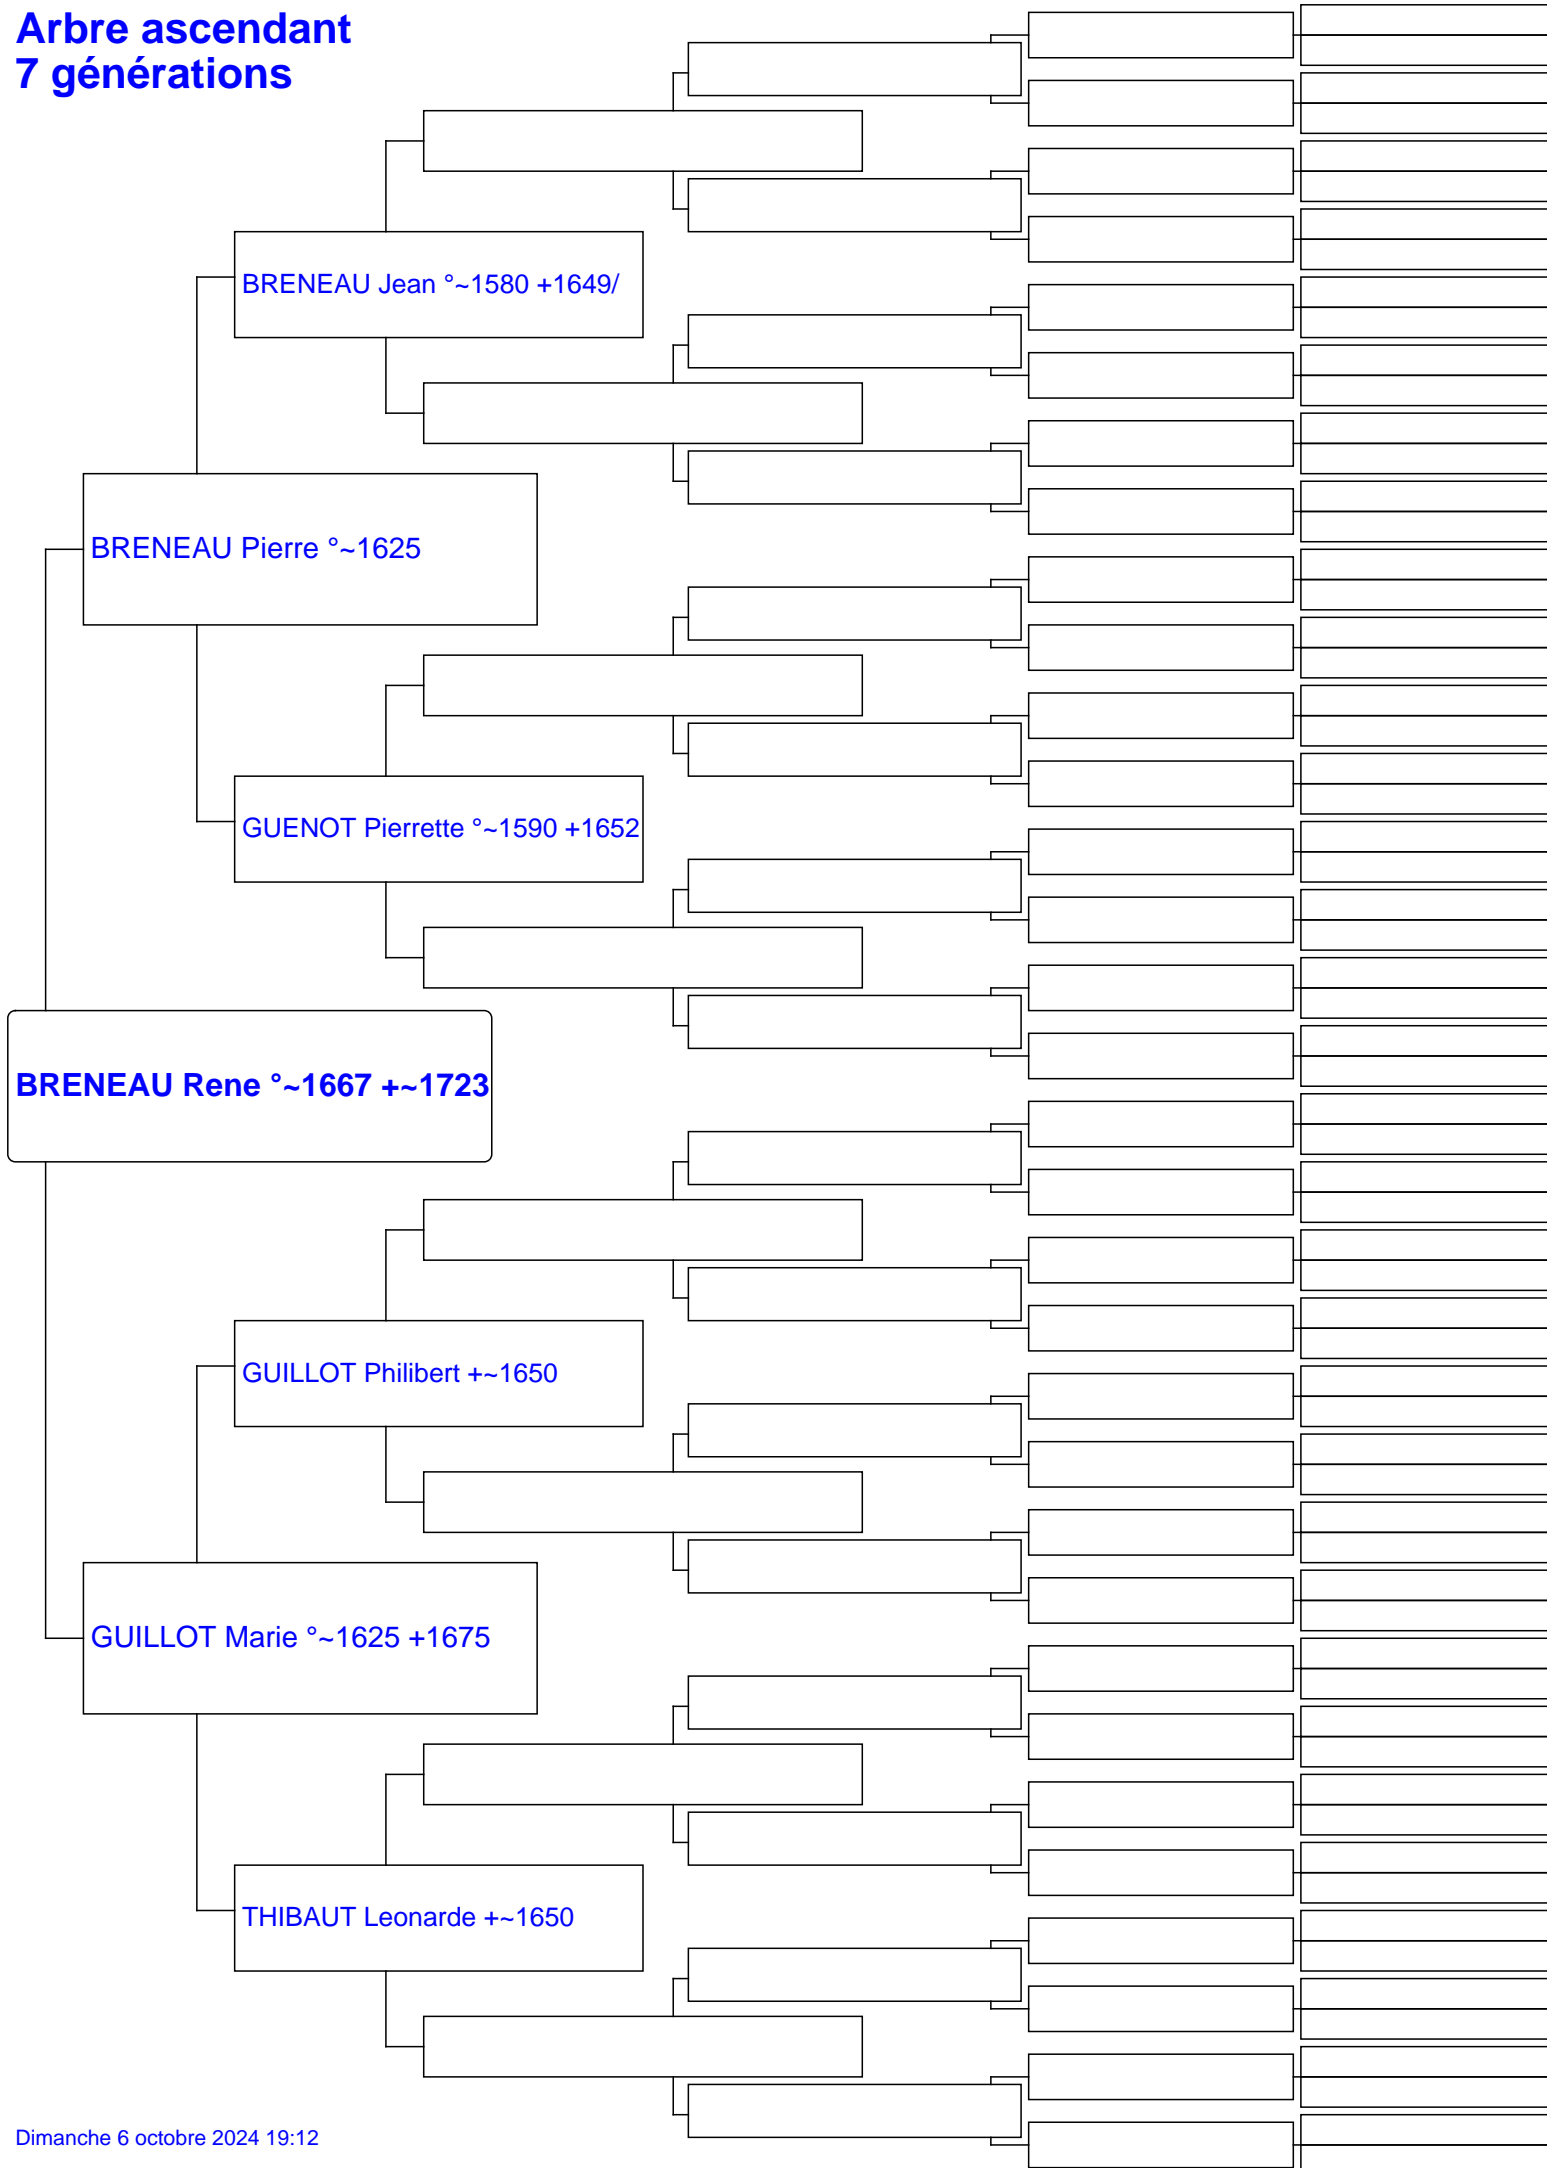 Arbre ascendant
7 générations
BRENEAU Jean °~1580 +1649/
BRENEAU Pierre °~1625
GUENOT Pierrette °~1590 +1652
BRENEAU Rene °~1667 +~1723
GUILLOT Philibert +~1650
GUILLOT Marie °~1625 +1675
THIBAUT Leonarde +~1650
Dimanche 6 octobre 2024 19:12